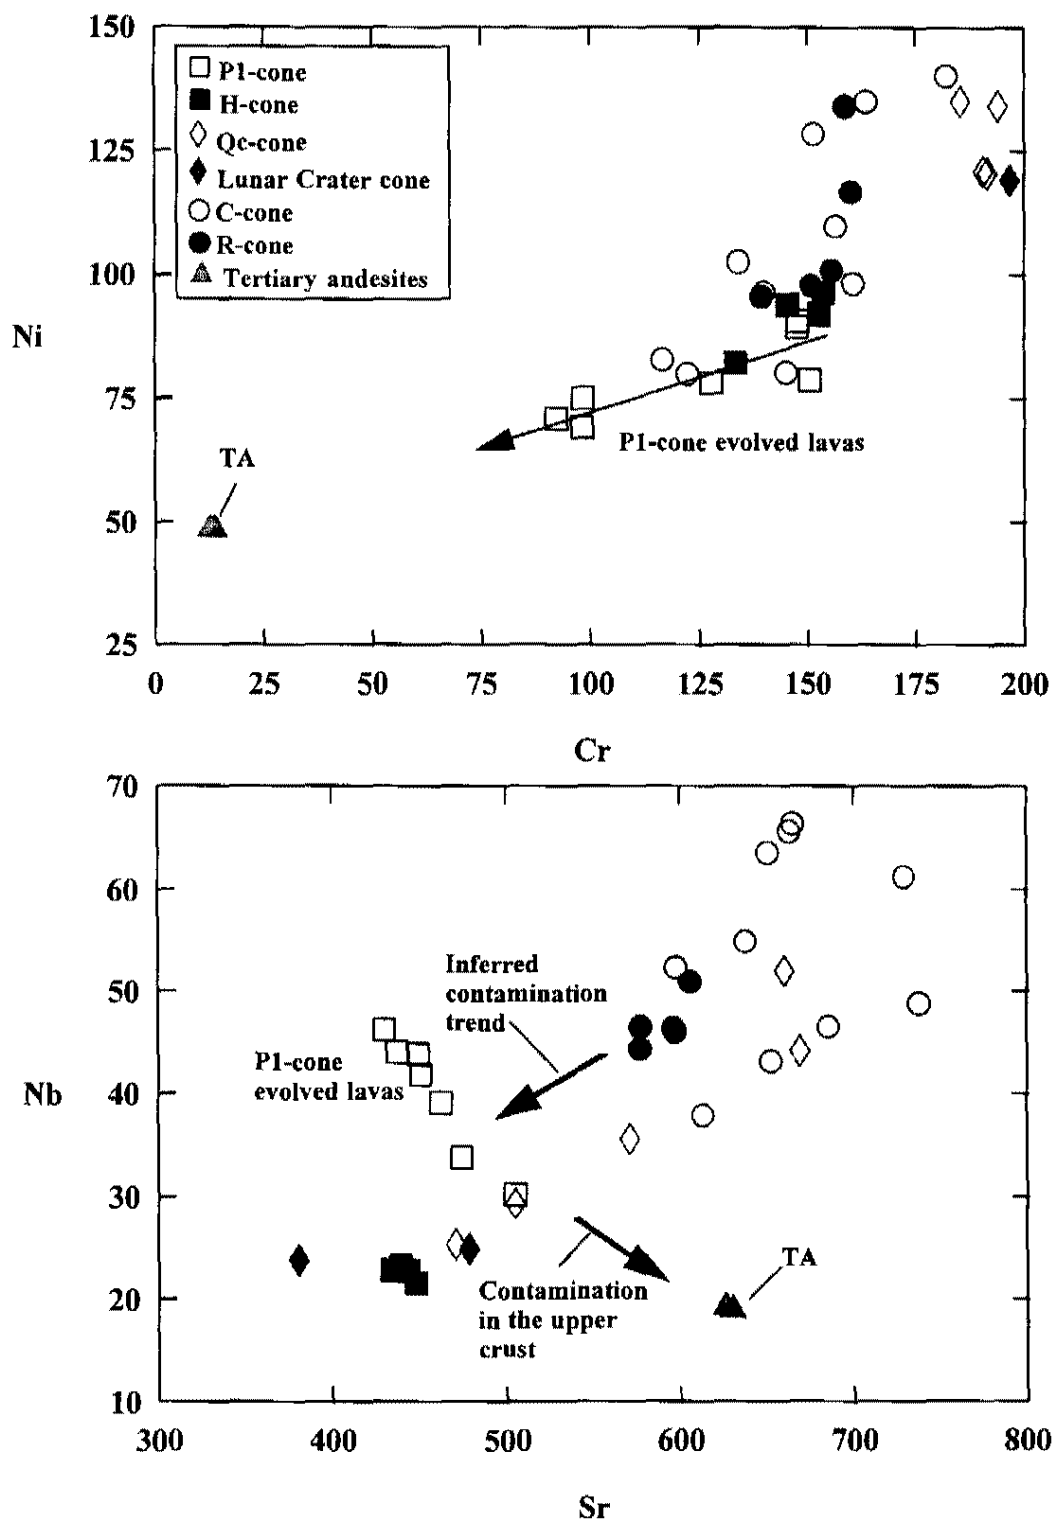 150
125
100
75
50
25
Ni
P1-cone
H-cone
Qc-cone
Lunar Crater cone
C-cone
R-cone
Tertiary andesites
TA
P1-cone evolved lavas
0
25
50
75
100
125
150
175
200
Cr
70
60
50
40
30
20
10
Nb
Inferred
contamination
trend
P1-cone
evolved lavas
Contamination
in the upper
crust
TA
300
400
500
600
700
800
Sr